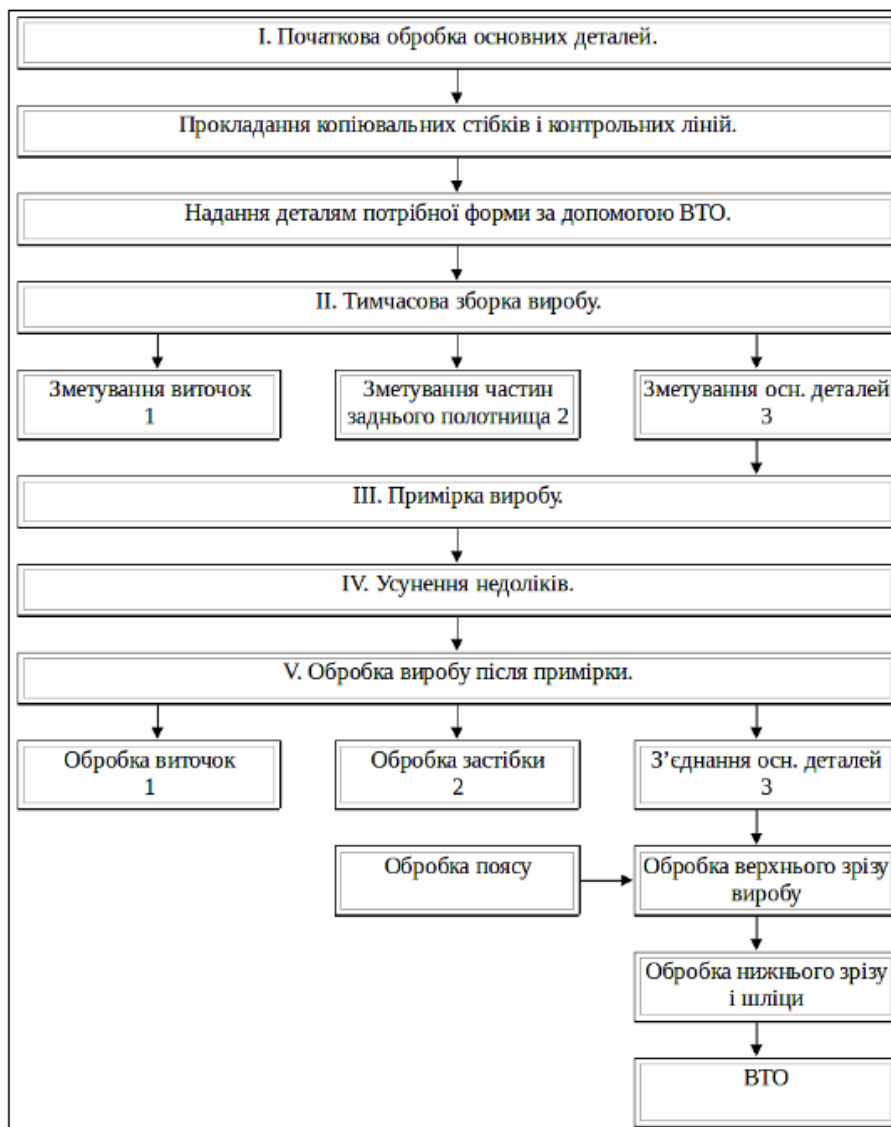 І. Початкова обробка основних деталей.
Прокладання копіювальних стібків і контрольних ліній.
Надання деталям потрібної форми за допомогою ВТО.
ІІ. Тимчасова зборка виробу.
Зметування виточок
1
Зметування частин
заднього полотнища 2
Зметування осн. деталей
3
ІІІ. Примірка виробу.
IV. Усунення недоліків.
V. Обробка виробу після примірки.
Обробка виточок
1
Обробка застібки
2
З’єднання осн. деталей
3
Обробка поясу
Обробка верхнього зрізу
виробу
Обробка нижнього зрізу
і шліци
ВТО